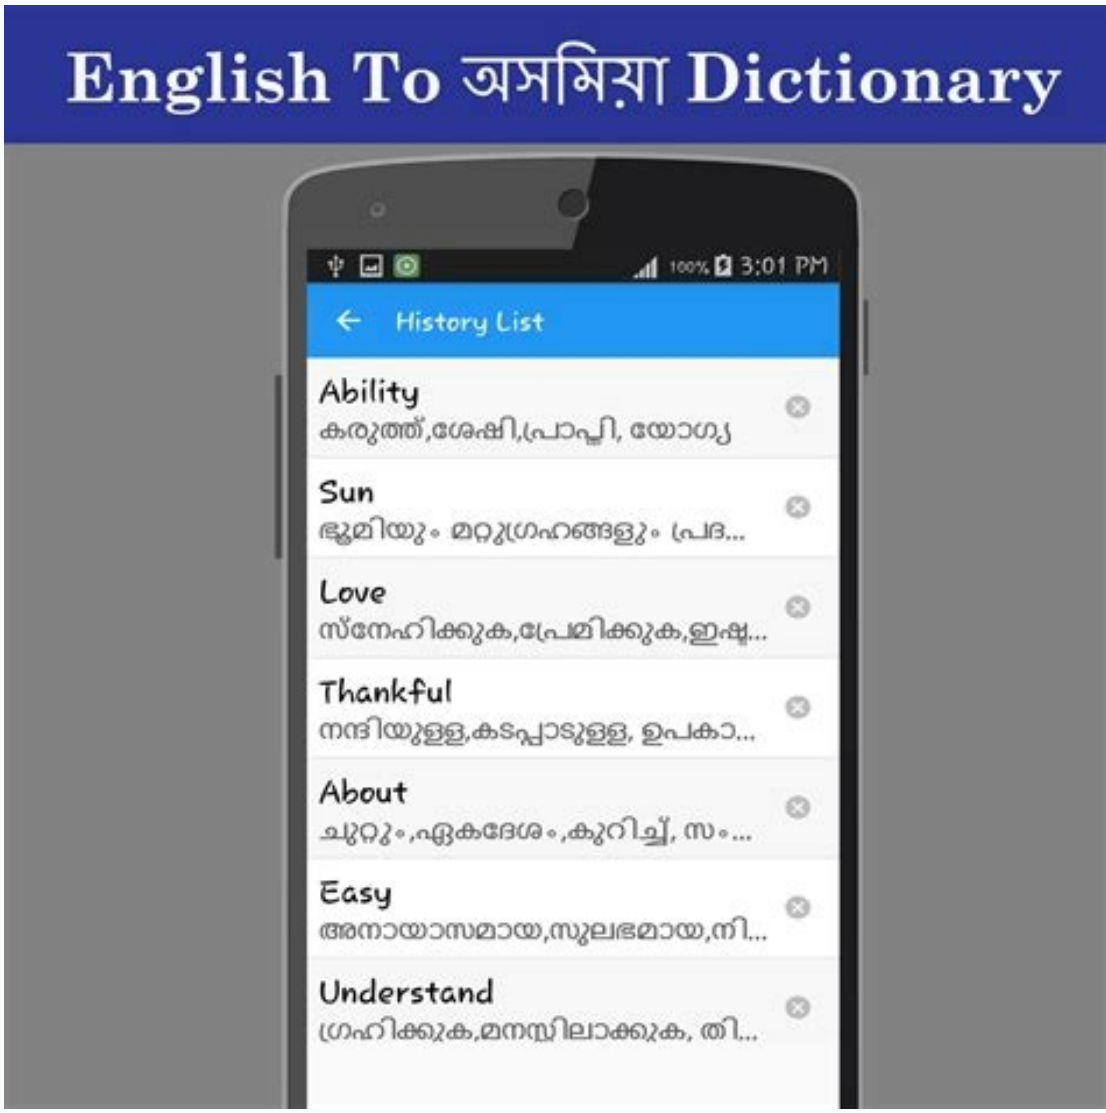 English To অসমিয়া Dictionary
100% 3:01 PM
History List
Ability
കരുത്ത്,ശേഷി,പ്രാപ്തി, യോഗ്യ
Sun
ഭൂമിയും മറ്റുഗ്രഹങ്ങളും പ്രദ...
Love
സ്നേഹിക്കുക,പ്രേമിക്കുക,ഇഷ്ട...
Thankful
നന്ദിയുള്ള,കടപ്പാടുള്ള, ഉപകാ...
About
ചുറ്റും,ഏകദേശം,കുറിച്ച്, സം...
Easy
അനായാസമായ,സുലഭമായ,നി...
Understand
ഗ്രഹിക്കുക,മനസ്സിലാക്കുക, തി...